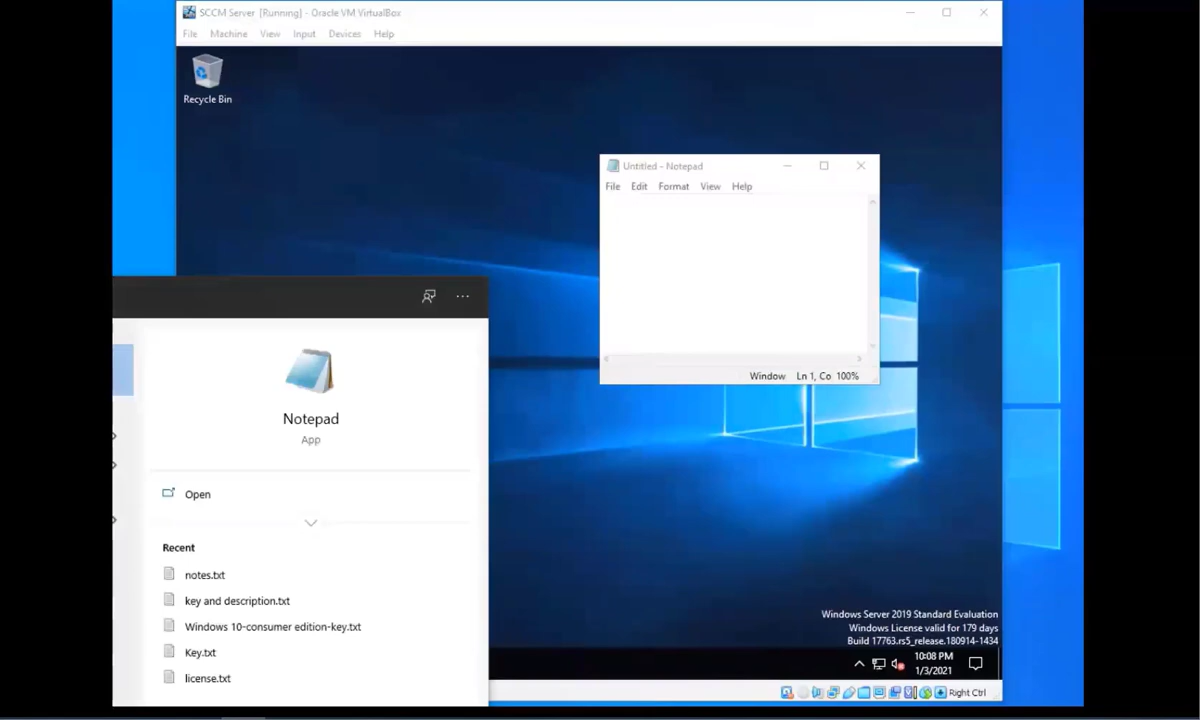 SCCM Server [Running] - Oracle VM VirtualBox
File Machine View Input Devices Help
Recycle Bin
Untitled - Notepad
File Edit Format View Help
Window Ln 1, Co 100%
Notepad
App
Open
Recent
notes.txt
key and description.txt
Windows 10-consumer edition-key.txt
Key.txt
license.txt
Windows Server 2019 Standard Evaluation
Windows License valid for 179 days
Build 17763.rs5_release.180914-1434
10:08 PM
1/3/2021
Right Ctrl